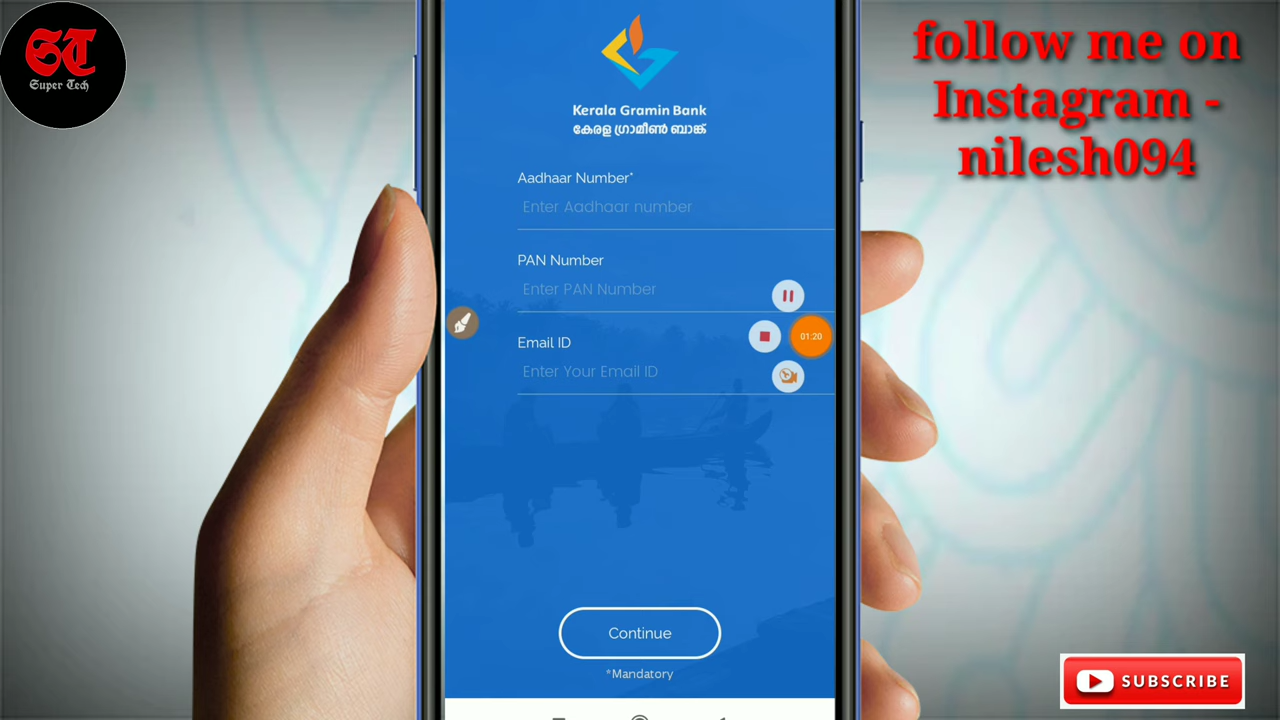 ST
Super Tech
follow me on
Instagram -
nilesh094
Kerala Gramin Bank
കേരള ഗ്രാമീൺ ബാങ്ക്
Aadhaar Number*
Enter Aadhaar number
PAN Number
Enter PAN Number
01:20
Email ID
Enter Your Email ID
Continue
*Mandatory
SUBSCRIBE